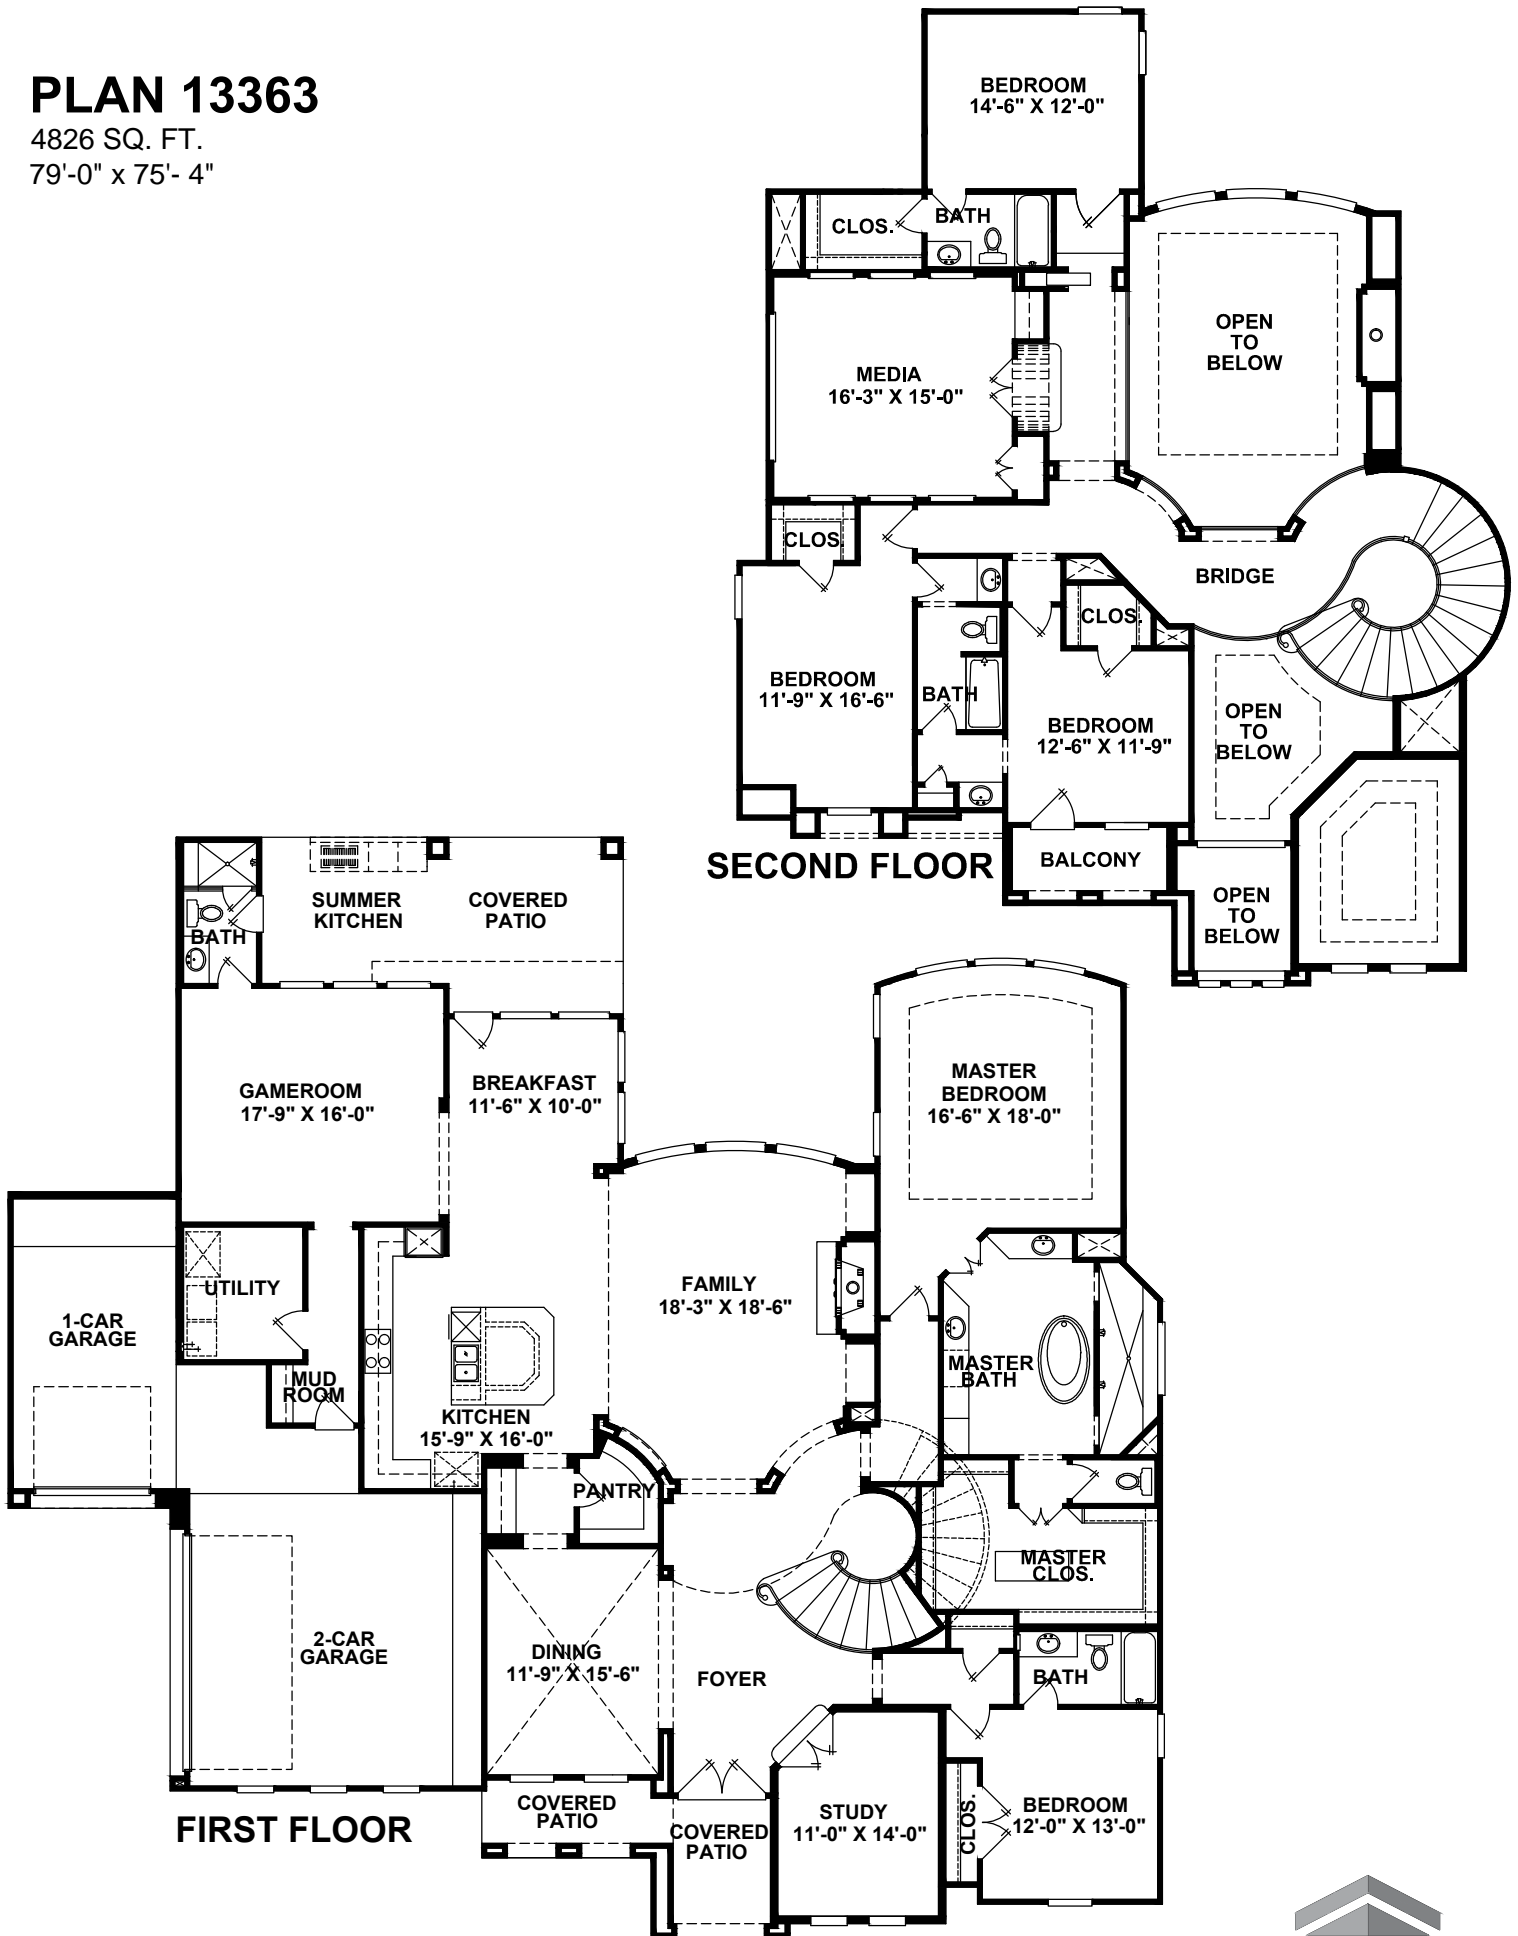 PLAN 13363
4826 SQ. FT.
79'-0" x 75'- 4"
BEDROOM
14'-6" X 12'-0"
CLOS.
BATH
OPEN
TO
BELOW
MEDIA
16'-3" X 15'-0"
CLOS.
BRIDGE
CLOS.
BEDROOM
11'-9" X 16'-6"
BATH
BEDROOM
12'-6" X 11'-9"
OPEN
TO
BELOW
SECOND FLOOR
BALCONY
OPEN
TO
BELOW
SUMMER
KITCHEN
COVERED
PATIO
BATH
GAMEROOM
17'-9" X 16'-0"
BREAKFAST
11'-6" X 10'-0"
MASTER
BEDROOM
16'-6" X 18'-0"
UTILITY
FAMILY
18'-3" X 18'-6"
1-CAR
GARAGE
MUD
ROOM
MASTER
BATH
KITCHEN
15'-9" X 16'-0"
PANTRY
MASTER
CLOS.
2-CAR
GARAGE
DINING
11'-9" X 15'-6"
FOYER
BATH
FIRST FLOOR
COVERED
PATIO
COVERED
PATIO
STUDY
11'-0" X 14'-0"
CLOS.
BEDROOM
12'-0" X 13'-0"